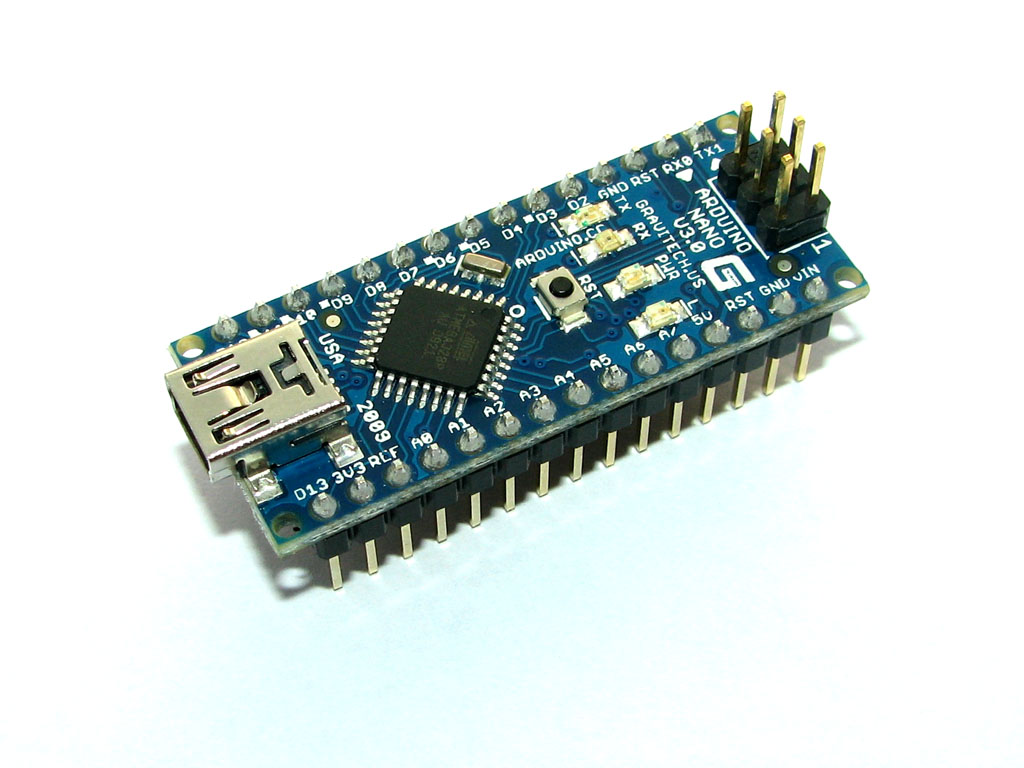 TX1
RX0
RST
GND
D2
D3
D4
D5
D6
D7
D8
D9
ARDUINO
NANO
V3.0
GRAVITECH.US
ARDUINO.CC
TX
RX
PWR
L
RST
1
USA
2009
ATMEGA328P
D13
3V3
REF
A0
A1
A2
A3
A4
A5
A6
A7
5V
RST
GND
VIN